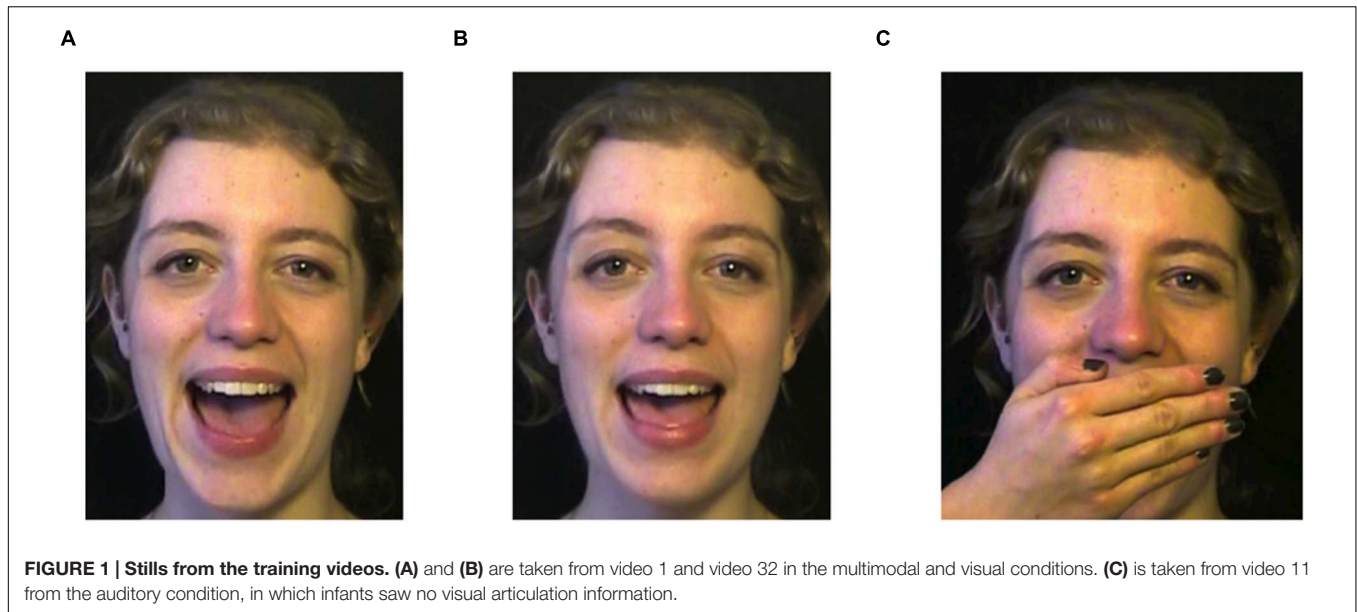 A B C
FIGURE 1 | Stills from the training videos. (A) and (B) are taken from video 1 and video 32 in the multimodal and visual conditions. (C) is taken from video 11
from the auditory condition, in which infants saw no visual articulation information.